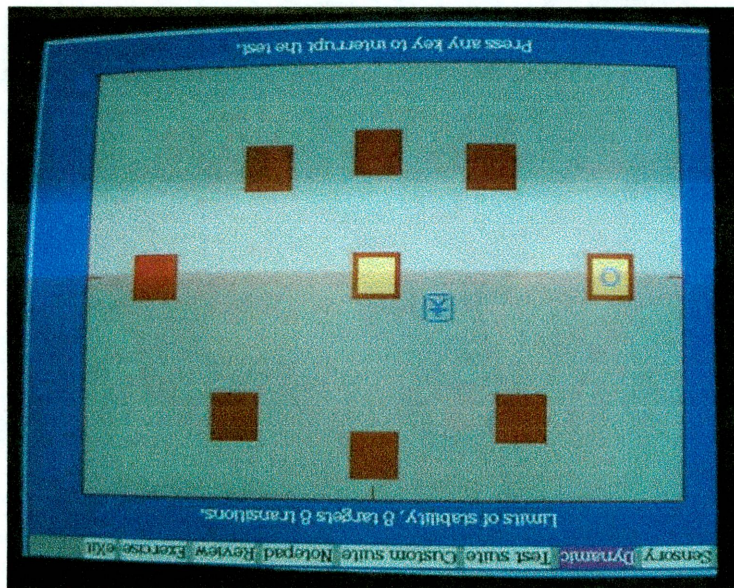 Sensory Dynamic Test suite Custom suite Notepad Review Exercise eXit
Limits of stability, 8 targets 8 transitions.
Press any key to interrupt the test.